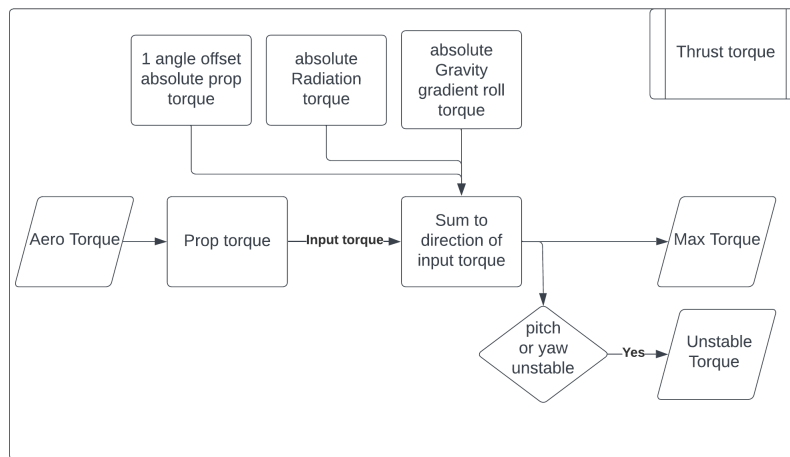 Thrust torque
1 angle offset
absolute prop
torque
absolute
Radiation
torque
absolute
Gravity
gradient roll
torque
Aero Torque
Prop torque
Input torque
Sum to
direction of
input torque
Max Torque
pitch
or yaw
unstable
Yes
Unstable
Torque